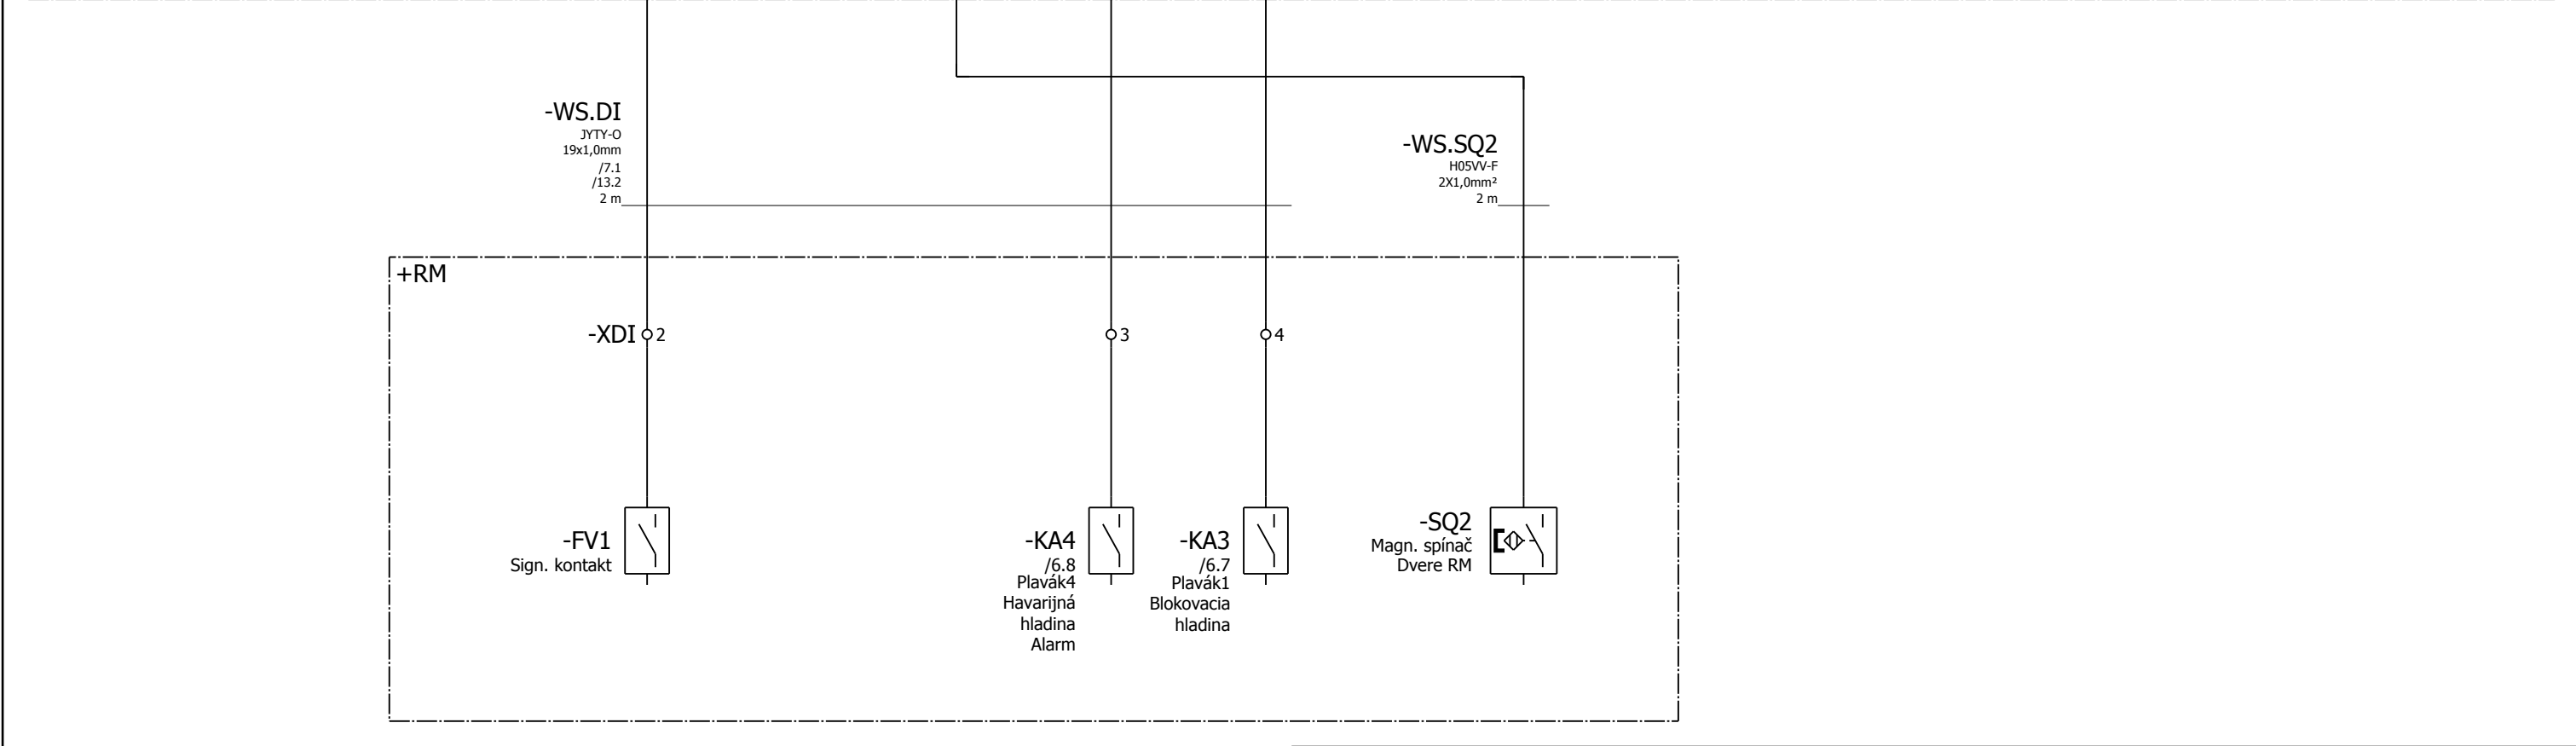 -WS.DI
JYTY-O
19x1,0mm
/7.1
/13.2
2 m
-WS.SQ2
H05VV-F
2X1,0mm²
2 m
+RM
-XDI 2
3
4
-FV1
Sign. kontakt
-KA4
/6.8
Plavák4
Havarijná
hladina
Alarm
-KA3
/6.7
Plavák1
Blokovacia
hladina
-SQ2
Magn. spínač
Dvere RM